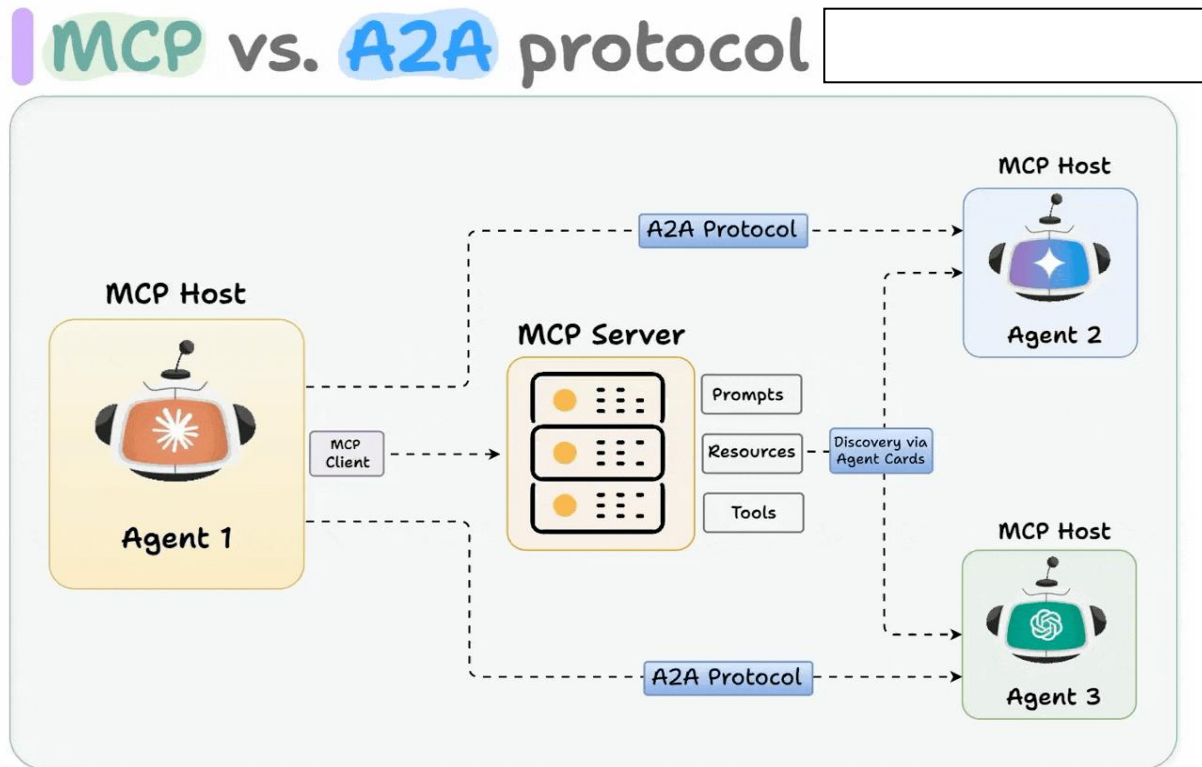 MCP vs. A2A protocol
MCP Host
A2A Protocol
MCP Host
Agent 2
MCP Server
Prompts
MCP
Client
Resources
Discovery via
Agent Cards
Tools
Agent 1
MCP Host
A2A Protocol
Agent 3